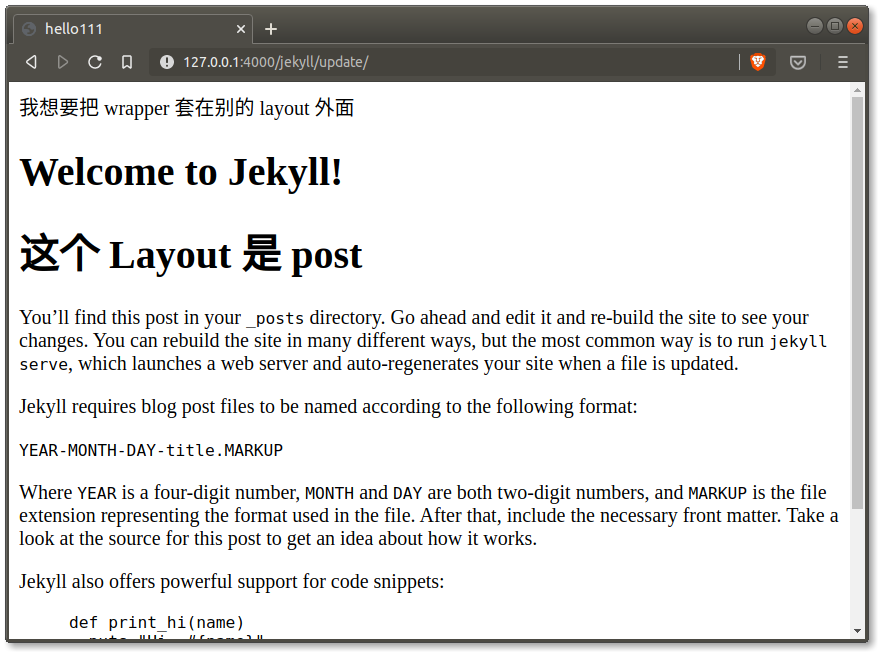 hello111
127.0.0.1:4000/jekyll/update/
我想要把 wrapper 套在别的 layout 外面
Welcome to Jekyll!
这个 Layout 是 post
You’ll find this post in your _posts directory. Go ahead and edit it and re-build the site to see your
changes. You can rebuild the site in many different ways, but the most common way is to run jekyll
serve, which launches a web server and auto-regenerates your site when a file is updated.
Jekyll requires blog post files to be named according to the following format:
YEAR-MONTH-DAY-title.MARKUP
Where YEAR is a four-digit number, MONTH and DAY are both two-digit numbers, and MARKUP is the file
extension representing the format used in the file. After that, include the necessary front matter. Take a
look at the source for this post to get an idea about how it works.
Jekyll also offers powerful support for code snippets:
def print_hi(name)
puts "Hi, #{name}"